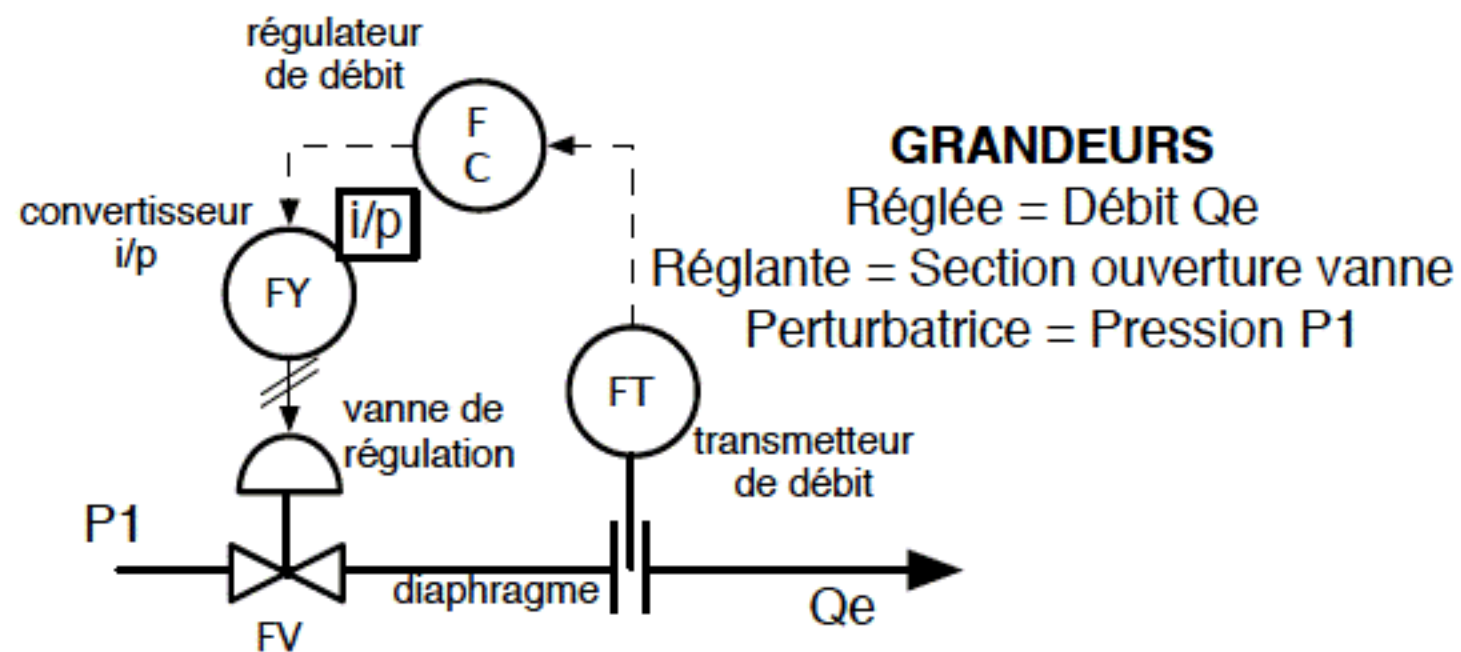 régulateur
de débit
F
C
GRANDEURS
Réglée = Débit Qe
Réglante = Section ouverture vanne
Perturbatrice = Pression P1
convertisseur
i/p
i/p
FY
FT
vanne de
régulation
transmetteur
de débit
P1
diaphragme
Qe
FV